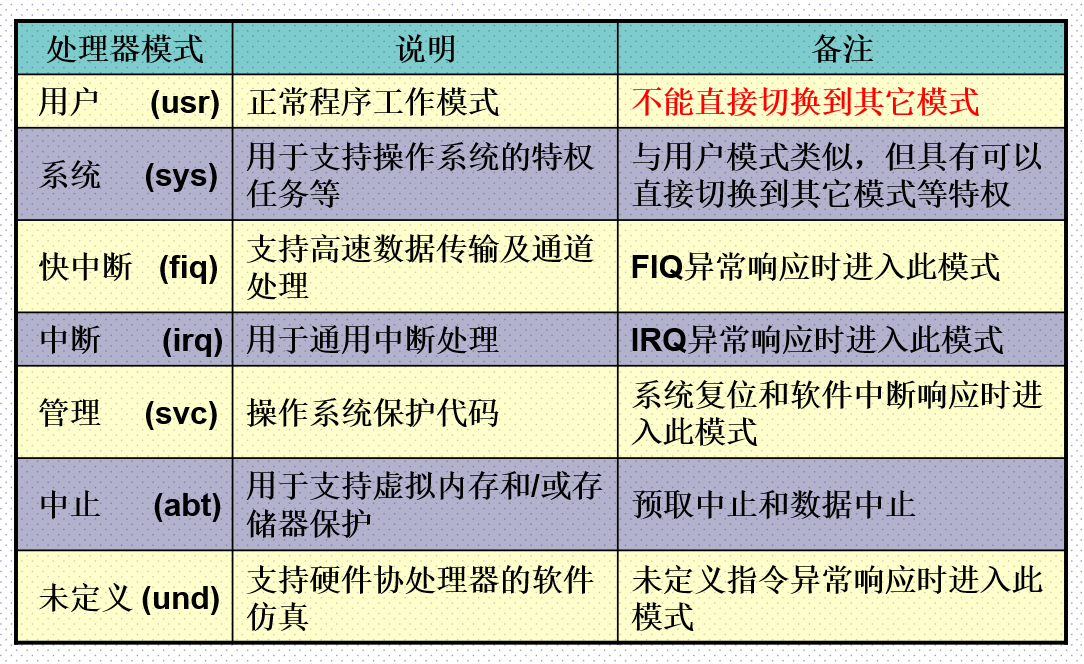 处理器模式 说明 备注
用户 (usr) 正常程序工作模式 不能直接切换到其它模式
系统 (sys) 用于支持操作系统的特权
任务等 与用户模式类似，但具有可以
直接切换到其它模式等特权
快中断 (fiq) 支持高速数据传输及通道
处理 FIQ异常响应时进入此模式
中断 (irq) 用于通用中断处理 IRQ异常响应时进入此模式
管理 (svc) 操作系统保护代码 系统复位和软件中断响应时进
入此模式
中止 (abt) 用于支持虚拟内存和/或存
储器保护 预取中止和数据中止
未定义 (und) 支持硬件协处理器的软件
仿真 未定义指令异常响应时进入此
模式